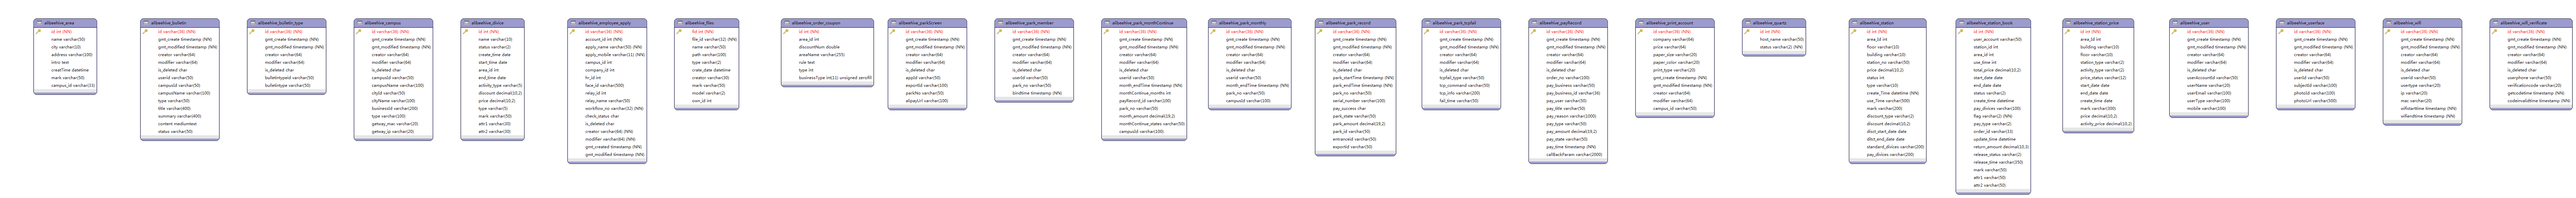 allbeehive_area
id int (NN)
name varchar(50)
city varchar(10)
address varchar(100)
intro text
creatTime datetime
mark varchar(50)
campus_id varchar(33)
allbeehive_bulletin
id varchar(36) (NN)
gmt_create timestamp (NN)
gmt_modified timestamp (NN)
creator varchar(64)
modifier varchar(64)
is_deleted char
userid varchar(50)
campusId varchar(50)
campusName varchar(100)
type varchar(50)
title varchar(400)
summary varchar(400)
content mediumtext
status varchar(50)
allbeehive_bulletin_type
id varchar(36) (NN)
gmt_create timestamp (NN)
gmt_modified timestamp (NN)
creator varchar(64)
modifier varchar(64)
is_deleted char
bulletintypeid varchar(50)
bulletintype varchar(50)
allbeehive_campus
id varchar(36) (NN)
gmt_create timestamp (NN)
gmt_modified timestamp (NN)
creator varchar(64)
modifier varchar(64)
is_deleted char
campusId varchar(50)
campusName varchar(100)
cityId varchar(50)
cityName varchar(100)
businessId varchar(200)
type varchar(100)
getway_mac varchar(20)
getway_ip varchar(20)
allbeehive_divice
id int (NN)
name varchar(10)
status varchar(2)
create_time date
start_time date
area_id int
end_time date
activity_type varchar(5)
discount decimal(10,2)
price decimal(10,2)
type varchar(5)
mark varchar(50)
attr1 varchar(30)
attr2 varchar(30)
allbeehive_employee_apply
id varchar(36) (NN)
account_id int (NN)
apply_name varchar(50) (NN)
apply_mobile varchar(11) (NN)
campus_id int
company_id int
hr_id int
face_id varchar(500)
relay_id int
relay_name varchar(50)
workflow_no varchar(32) (NN)
check_status char
is_deleted char
creator varchar(64) (NN)
modifier varchar(64) (NN)
gmt_created timestamp (NN)
gmt_modified timestamp (NN)
allbeehive_files
fid int (NN)
file_id varchar(32) (NN)
name varchar(50)
path varchar(100)
type varchar(2)
crate_date datetime
creator varchar(30)
mark varchar(50)
model varchar(2)
own_id int
allbeehive_order_coupon
id int (NN)
area_id int
discountNum double
areaName varchar(255)
rule text
type int
businessType int(11) unsigned zerofill
allbeehive_parkScreen
id varchar(36) (NN)
gmt_create timestamp (NN)
gmt_modified timestamp (NN)
creator varchar(64)
modifier varchar(64)
is_deleted char
appId varchar(50)
exportId varchar(100)
parkNo varchar(50)
alipayUrl varchar(100)
allbeehive_park_member
id varchar(36) (NN)
gmt_create timestamp (NN)
gmt_modified timestamp (NN)
creator varchar(64)
modifier varchar(64)
is_deleted char
userId varchar(50)
park_no varchar(50)
bindtime timestamp (NN)
allbeehive_park_monthContinue
id varchar(36) (NN)
gmt_create timestamp (NN)
gmt_modified timestamp (NN)
creator varchar(64)
modifier varchar(64)
is_deleted char
userid varchar(50)
month_endTime timestamp (NN)
monthContinue_months int
payRecord_id varchar(100)
park_no varchar(50)
month_amount decimal(19,2)
monthContinue_states varchar(50)
campusId varchar(100)
allbeehive_park_monthly
id varchar(36) (NN)
gmt_create timestamp (NN)
gmt_modified timestamp (NN)
creator varchar(64)
modifier varchar(64)
is_deleted char
userid varchar(50)
month_endTime timestamp (NN)
park_no varchar(50)
campusId varchar(100)
allbeehive_park_record
id varchar(36) (NN)
gmt_create timestamp (NN)
gmt_modified timestamp (NN)
creator varchar(64)
modifier varchar(64)
is_deleted char
park_startTime timestamp (NN)
park_endTime timestamp (NN)
park_no varchar(50)
serial_number varchar(100)
pay_success char
park_state varchar(50)
park_amount decimal(19,2)
park_id varchar(50)
entranceid varchar(50)
exportid varchar(50)
allbeehive_park_tcpfail
id varchar(36) (NN)
gmt_create timestamp (NN)
gmt_modified timestamp (NN)
creator varchar(64)
modifier varchar(64)
is_deleted char
tcpfail_type varchar(50)
tcp_command varchar(50)
tcp_info varchar(200)
fail_time varchar(50)
allbeehive_payRecord
id varchar(36) (NN)
gmt_create timestamp (NN)
gmt_modified timestamp (NN)
creator varchar(64)
modifier varchar(64)
is_deleted char
order_no varchar(100)
pay_business varchar(50)
pay_business_id varchar(36)
pay_user varchar(50)
pay_title varchar(50)
pay_reason varchar(1000)
pay_type varchar(50)
pay_amount decimal(19,2)
pay_state varchar(50)
pay_time timestamp (NN)
callBackParam varchar(2000)
allbeehive_print_account
id varchar(36) (NN)
company varchar(64)
price varchar(64)
paper_size varchar(20)
paper_color varchar(20)
print_type varchar(20)
gmt_create timestamp (NN)
gmt_modified timestamp (NN)
creator varchar(64)
modifier varchar(64)
campus_id varchar(50)
allbeehive_quartz
id int (NN)
host_name varchar(50)
status varchar(2) (NN)
allbeehive_station
id int (NN)
area_id int
floor varchar(10)
building varchar(10)
station_no varchar(50)
price decimal(10,2)
status int
type varchar(10)
create_Time datetime (NN)
use_Time varchar(500)
mark varchar(200)
discount_type varchar(2)
discount decimal(10,2)
disct_start_date date
disct_end_date date
standard_divices varchar(200)
pay_divices varchar(200)
allbeehive_station_book
id int (NN)
user_account varchar(50)
station_id int
area_id int
use_time int
total_price decimal(10,2)
start_date date
end_date date
status varchar(2)
create_time datetime
pay_divices varchar(100)
flag varchar(2) (NN)
pay_type varchar(2)
order_id varchar(33)
update_time datetime
return_amount decimal(10,3)
release_status varchar(2)
release_time varchar(350)
mark varchar(50)
attr1 varchar(50)
attr2 varchar(50)
allbeehive_station_price
id int (NN)
area_id int
building varchar(10)
floor varchar(10)
station_type varchar(2)
activity_type varchar(2)
price_status varchar(12)
start_date date
end_date date
create_time date
mark varchar(300)
price decimal(10,2)
activity_price decimal(10,2)
allbeehive_user
id varchar(36) (NN)
gmt_create timestamp (NN)
gmt_modified timestamp (NN)
creator varchar(64)
modifier varchar(64)
is_deleted char
userAccountId varchar(50)
userName varchar(20)
userEmail varchar(100)
userType varchar(100)
mobile varchar(100)
allbeehive_userface
id varchar(36) (NN)
gmt_create timestamp (NN)
gmt_modified timestamp (NN)
creator varchar(64)
modifier varchar(64)
is_deleted char
userId varchar(50)
subjectId varchar(100)
photoId varchar(100)
photoUrl varchar(500)
allbeehive_wifi
id varchar(36) (NN)
gmt_create timestamp (NN)
gmt_modified timestamp (NN)
creator varchar(64)
modifier varchar(64)
is_deleted char
userid varchar(50)
usertype varchar(50)
ip varchar(20)
mac varchar(20)
wifistarttime timestamp (NN)
wifiendtime timestamp (NN)
allbeehive_wifi_verificate
id varchar(36) (NN)
gmt_create timestamp (NN)
gmt_modified timestamp (NN)
creator varchar(64)
modifier varchar(64)
is_deleted char
userphone varchar(50)
verificationcode varchar(20)
getcodetime timestamp (NN)
codeinvalidtime timestamp (NN)